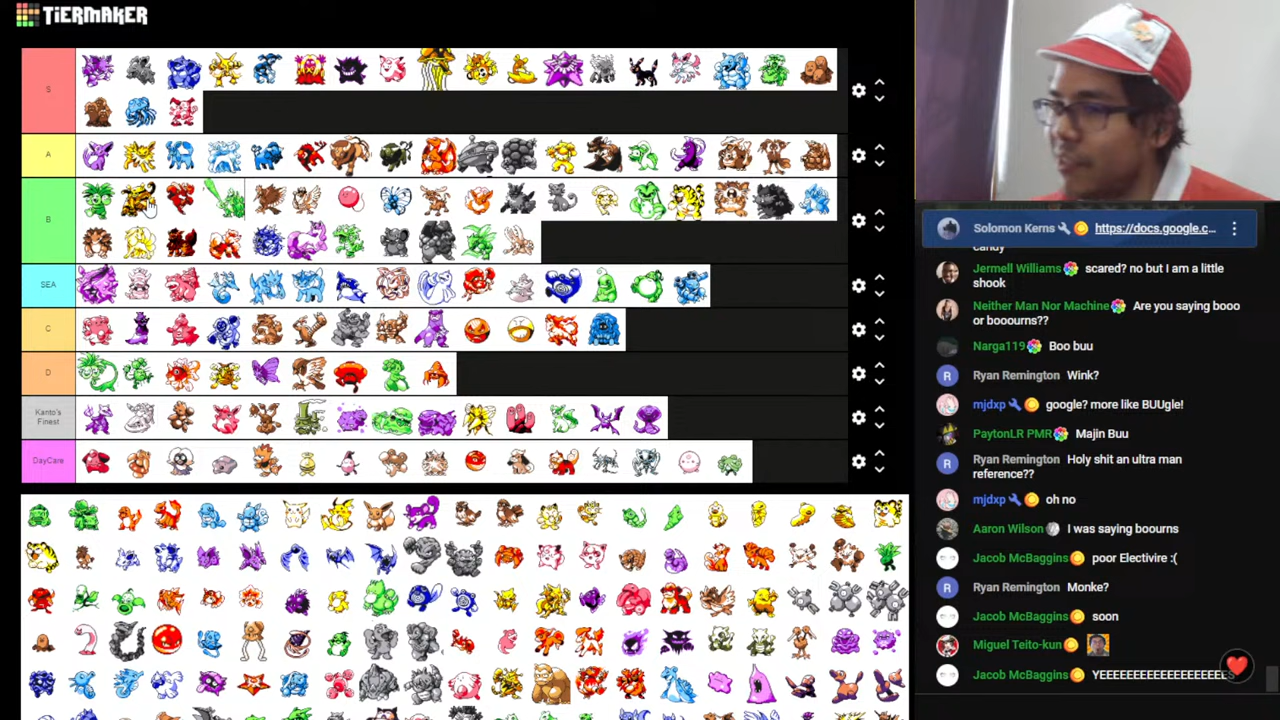 TIERMAKER
S
A
B
SEA
C
D
Kanto's
Finest
DayCare
Solomon Kerns https://docs.google.c...
candy
Jermell Williams scared? no but I am a little
shook
Neither Man Nor Machine Are you saying booo
or booourns??
Narga119 Boo buu
Ryan Remington Wink?
mjdxp google? more like BUUgle!
PaytonLR PMR Majin Buu
Ryan Remington Holy shit an ultra man
reference??
mjdxp oh no
Aaron Wilson I was saying boourns
Jacob McBaggins poor Electivire :(
Ryan Remington Monke?
Jacob McBaggins soon
Miguel Teito-kun
Jacob McBaggins